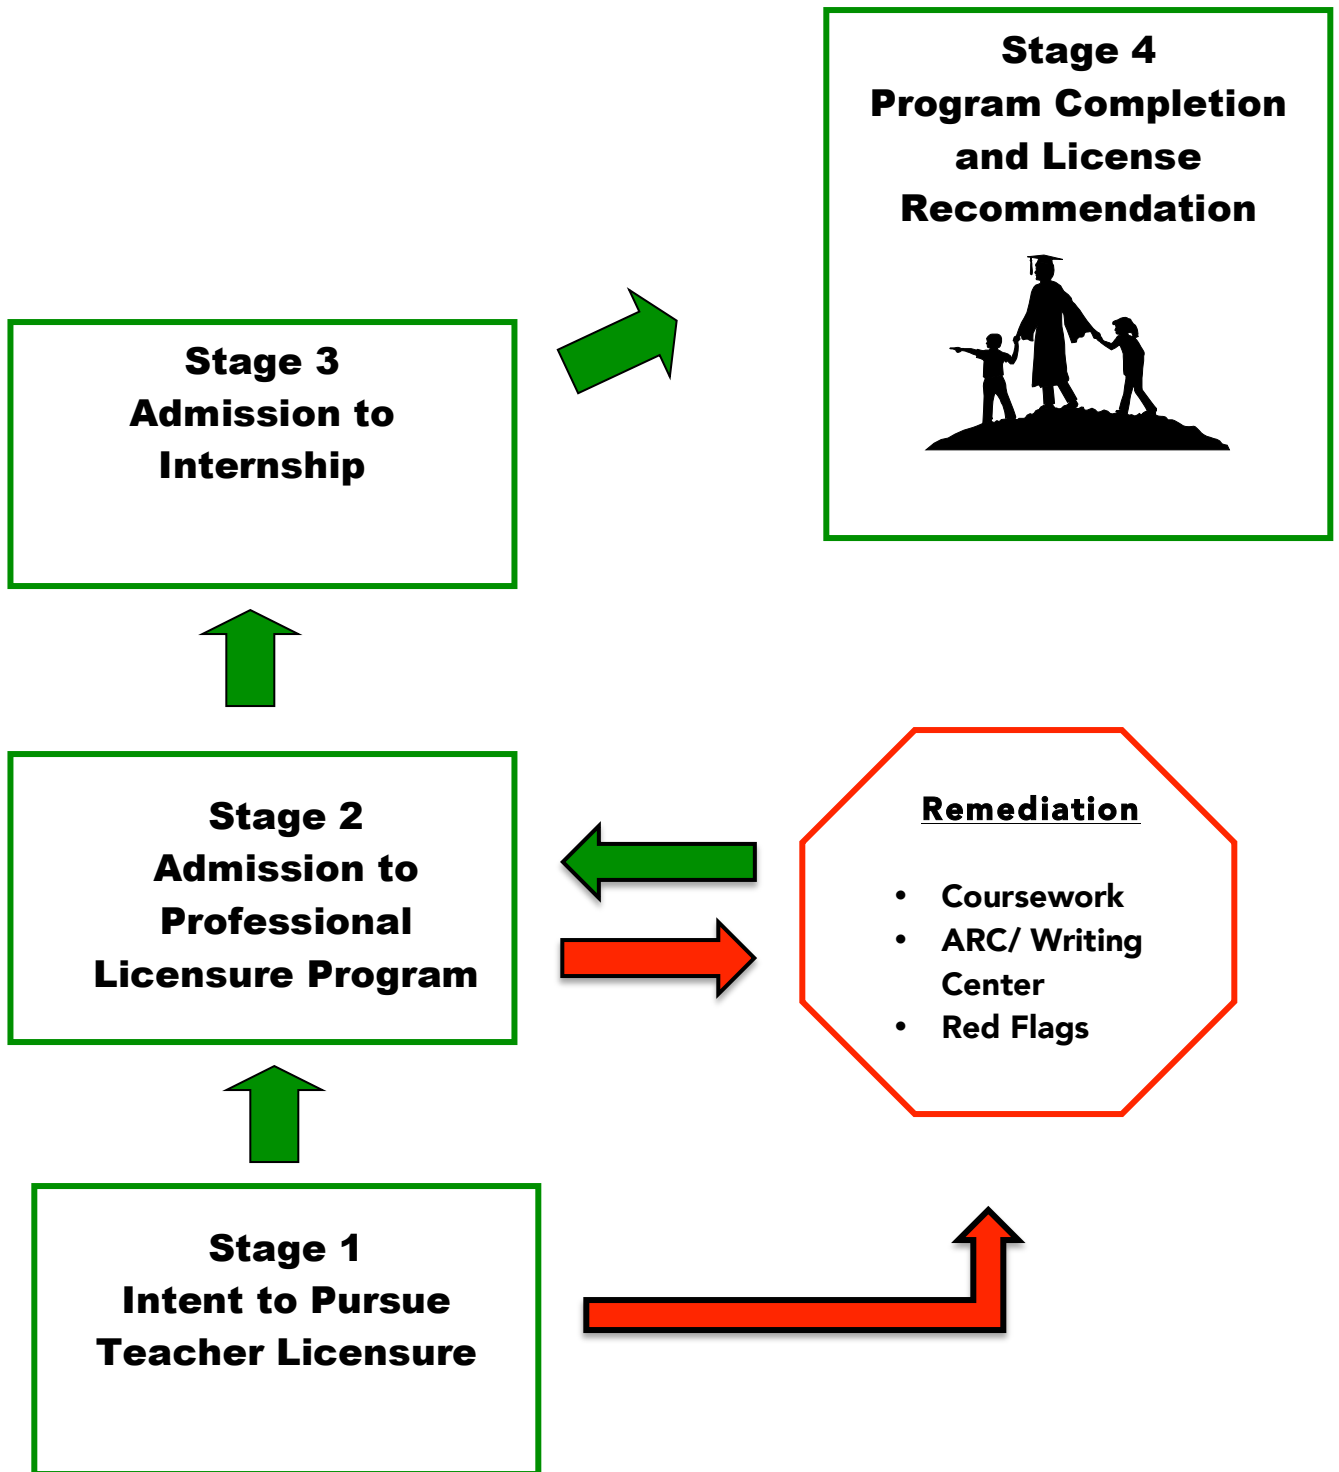 Stage 4
Program Completion
and License
Recommendation
Stage 3
Admission to
Internship
Stage 2
Admission to
Professional
Licensure Program
Remediation
• Coursework
• ARC/ Writing
Center
• Red Flags
Stage 1
Intent to Pursue
Teacher Licensure